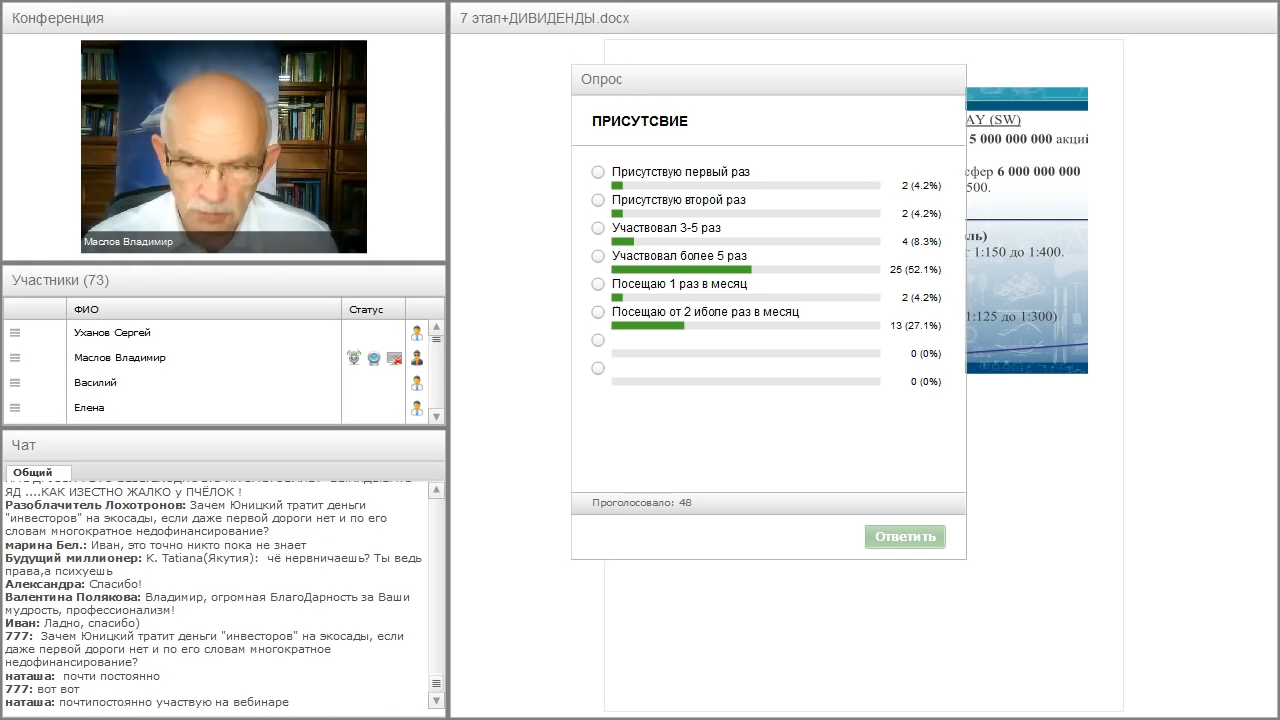 Конференция
Маслов Владимир
Участники (73)
ФИО
Статус
Уханов Сергей
Маслов Владимир
Василий
Елена
Чат
Общий
ЯД ....КАК ИЗЕСТНО ЖАЛКО у ПЧЁЛОК !
Разоблачитель Лохотронов: Зачем Юницкий тратит деньги
"инвесторов" на экосады, если даже первой дороги нет и по его
словам многократное недофинансирование?
марина Бел.: Иван, это точно никто пока не знает
Будущий миллионер: К. Tatiana(Якутия): чё нервничаешь? Ты ведь
права,а психуешь
Александра: Спасибо!
Валентина Полякова: Владимир, огромная БлагоДарность за Ваши
мудрость, профессионализм!
Иван: Ладно, спасибо)
777: Зачем Юницкий тратит деньги "инвесторов" на экосады, если
даже первой дороги нет и по его словам многократное
недофинансирование?
наташа: почти постоянно
777: вот вот
наташа: почтипостоянно участвую на вебинаре
7 этап+ДИВИДЕНДЫ.docx
Опрос
ПРИСУТСВИЕ
Присутствую первый раз
2 (4.2%)
Присутствую второй раз
2 (4.2%)
Участвовал 3-5 раз
4 (8.3%)
Участвовал более 5 раз
25 (52.1%)
Посещаю 1 раз в месяц
2 (4.2%)
Посещаю от 2 иболе раз в месяц
13 (27.1%)
0 (0%)
0 (0%)
Проголосовало: 48
Ответить
AY (SW)
5 000 000 000 акций
сфер 6 000 000 000
500.
ль)
с 1:150 до 1:400.
1:125 до 1:300)